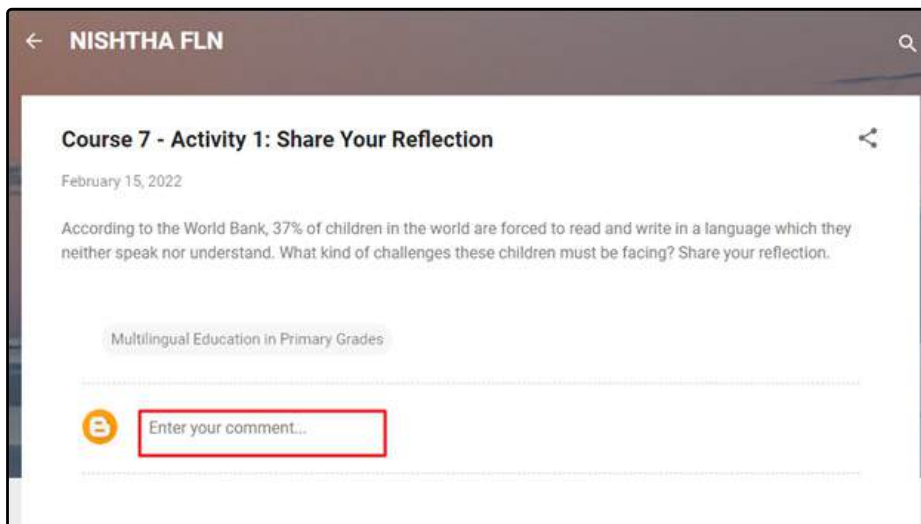 NISHTHA FLN
Course 7 - Activity 1: Share Your Reflection
February 15, 2022
According to the World Bank, 37% of children in the world are forced to read and write in a language which they
neither speak nor understand. What kind of challenges these children must be facing? Share your reflection.
Multilingual Education in Primary Grades
Enter your comment...